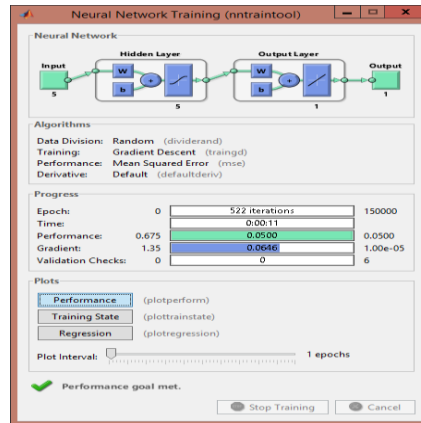 Neural Network Training (nntraintool)
Neural Network
Hidden Layer
Output Layer
Input
Output
W
b
+
W
b
+
5
5
1
1
Algorithms
Data Division: Random (dividerand)
Training: Gradient Descent (traingd)
Performance: Mean Squared Error (mse)
Derivative: Default (defaultderiv)
Progress
Epoch: 0 522 iterations 150000
Time: 0:00:11
Performance: 0.675 0.0500 0.0500
Gradient: 1.35 0.0646 1.00e-05
Validation Checks: 0 0 6
Plots
Performance (plotperform)
Training State (plottrainstate)
Regression (plotregression)
Plot Interval: 1 epochs
Performance goal met.
Stop Training
Cancel